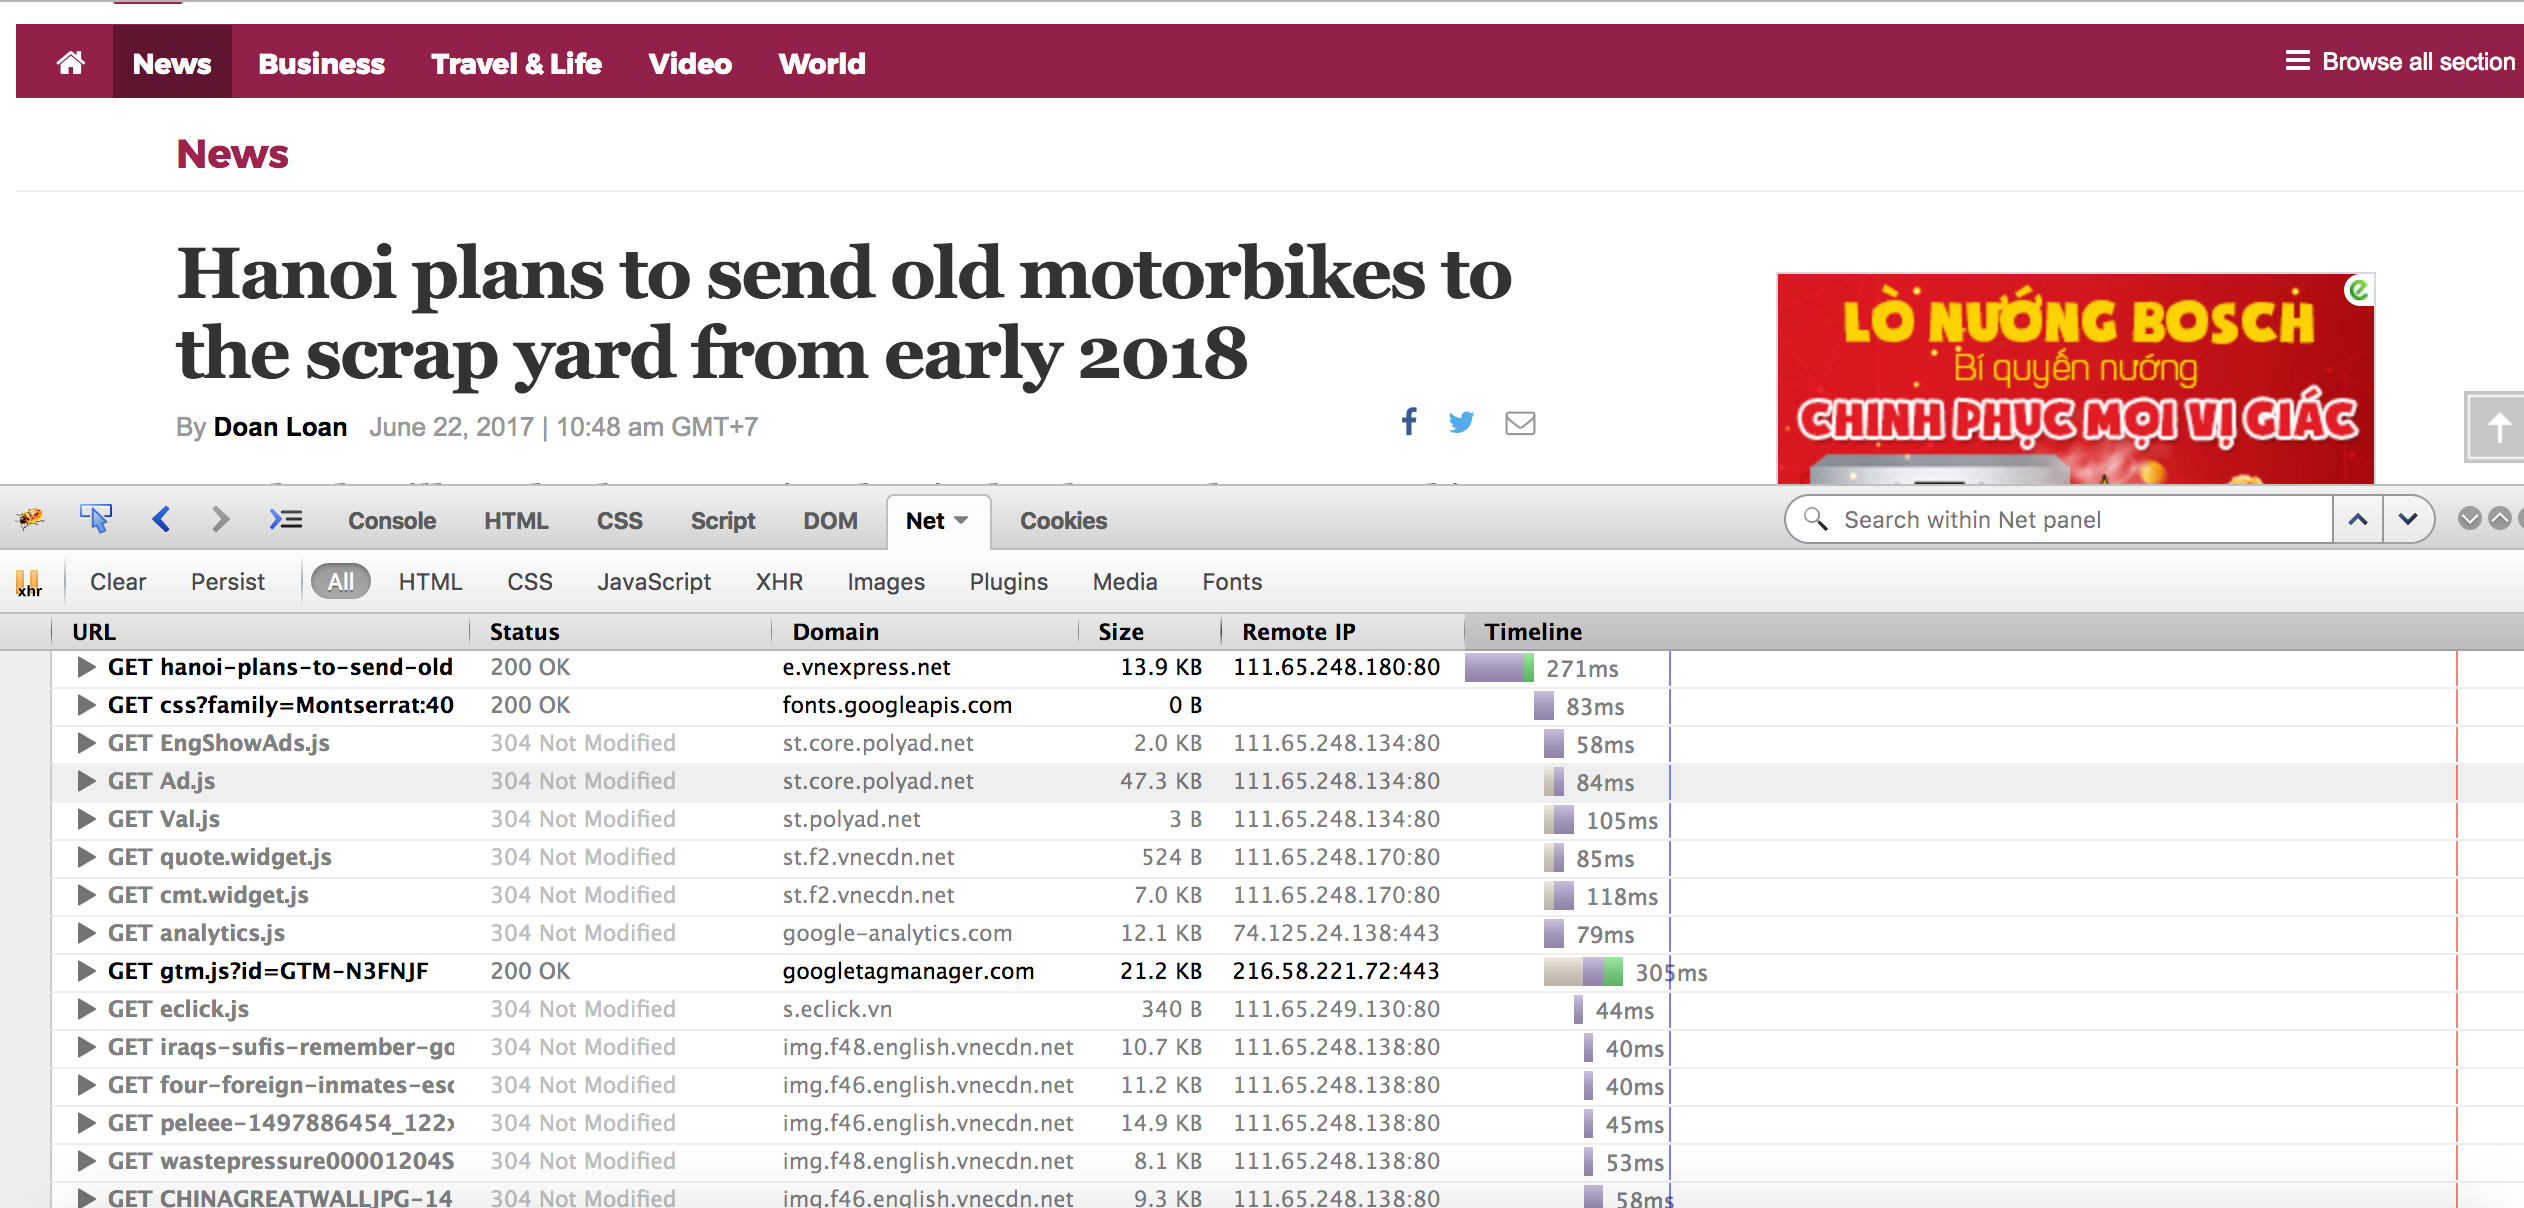 News Business Travel & Life Video World Browse all section
News
Hanoi plans to send old motorbikes to
the scrap yard from early 2018
By Doan Loan June 22, 2017 | 10:48 am GMT+7
LÒ NƯỚNG BOSCH
Bí quyến nướng
CHINH PHỤC MỌI VỊ GIÁC
Console HTML CSS Script DOM Net Cookies Search within Net panel
xhr Clear Persist All HTML CSS JavaScript XHR Images Plugins Media Fonts
URL Status Domain Size Remote IP Timeline
GET hanoi-plans-to-send-old 200 OK e.vnexpress.net 13.9 KB 111.65.248.180:80 271ms
GET css?family=Montserrat:40 200 OK fonts.googleapis.com 0 B 83ms
GET EngShowAds.js 304 Not Modified st.core.polyad.net 2.0 KB 111.65.248.134:80 58ms
GET Ad.js 304 Not Modified st.core.polyad.net 47.3 KB 111.65.248.134:80 84ms
GET Val.js 304 Not Modified st.polyad.net 3 B 111.65.248.134:80 105ms
GET quote.widget.js 304 Not Modified st.f2.vnecdn.net 524 B 111.65.248.170:80 85ms
GET cmt.widget.js 304 Not Modified st.f2.vnecdn.net 7.0 KB 111.65.248.170:80 118ms
GET analytics.js 304 Not Modified google-analytics.com 12.1 KB 74.125.24.138:443 79ms
GET gtm.js?id=GTM-N3FNJF 200 OK googletagmanager.com 21.2 KB 216.58.221.72:443 305ms
GET eclick.js 304 Not Modified s.eclick.vn 340 B 111.65.249.130:80 44ms
GET iraqs-sufis-remember-go 304 Not Modified img.f48.english.vnecdn.net 10.7 KB 111.65.248.138:80 40ms
GET four-foreign-inmates-esc 304 Not Modified img.f46.english.vnecdn.net 11.2 KB 111.65.248.138:80 40ms
GET peleee-1497886454_122x 304 Not Modified img.f46.english.vnecdn.net 14.9 KB 111.65.248.138:80 45ms
GET wastepressure00001204S 304 Not Modified img.f48.english.vnecdn.net 8.1 KB 111.65.248.138:80 53ms
GET CHINAGREATWALLJPG-14 304 Not Modified img.f46.english.vnecdn.net 9.3 KB 111.65.248.138:80 58ms